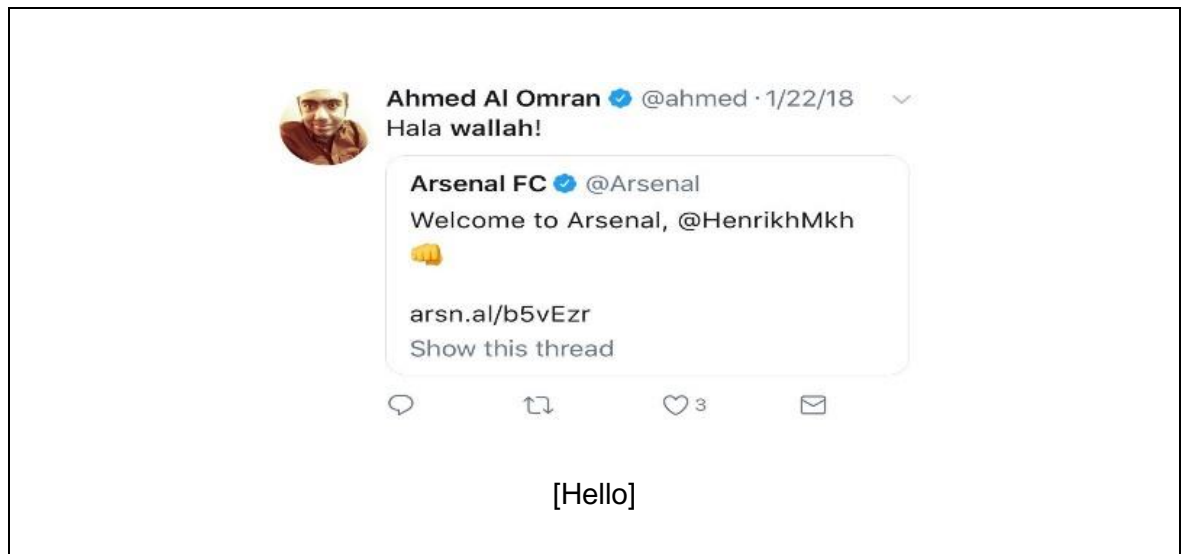 Ahmed Al Omran @ahmed · 1/22/18
Hala wallah!
Arsenal FC @Arsenal
Welcome to Arsenal, @HenrikhMkh
👊
arsn.al/b5vEzr
Show this thread
3
[Hello]